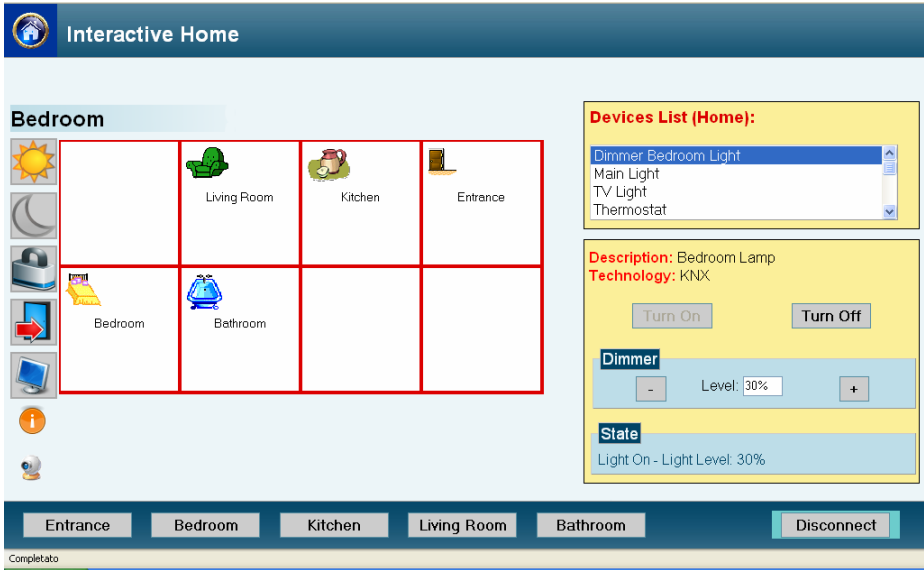 Interactive Home
Bedroom
Living Room
Kitchen
Entrance
Bedroom
Bathroom
Devices List (Home):
Dimmer Bedroom Light
Main Light
TV Light
Thermostat
Description: Bedroom Lamp
Technology: KNX
Turn On
Turn Off
Dimmer
-
Level: 30%
+
State
Light On - Light Level: 30%
Entrance
Bedroom
Kitchen
Living Room
Bathroom
Disconnect
Completato